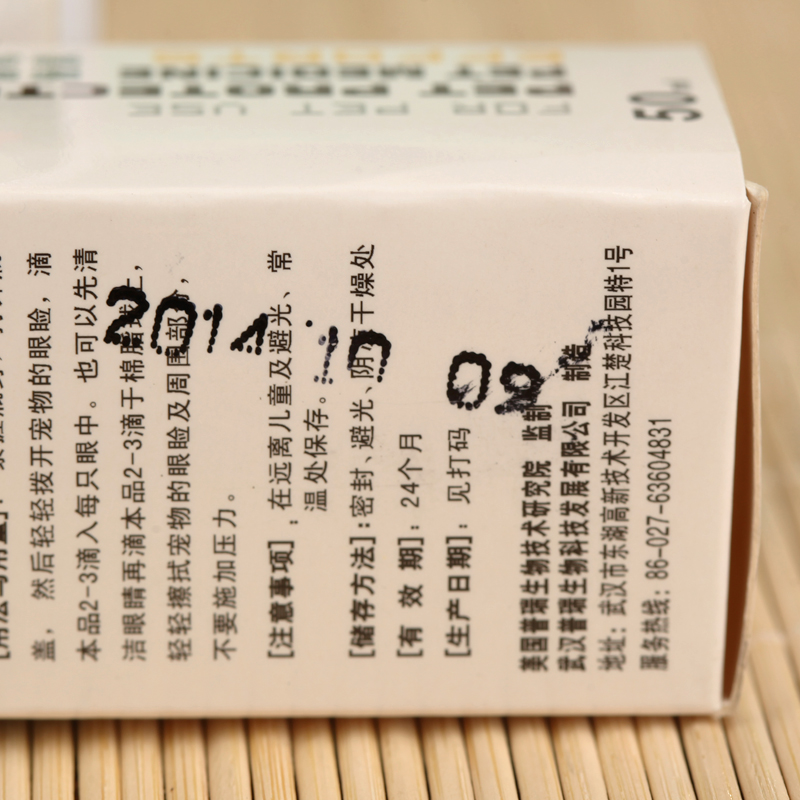 50
盖，然后轻轻拨开宠物的眼睑，滴
本品2-3滴入每只眼中。也可以先清
洁眼睛再滴本品2-3滴于棉脂球上，
轻轻擦拭宠物的眼睑及周围部分，
不要施加压力。
[注意事项]：在远离儿童及避光、常
温处保存。
[储存方法]：密封、避光、阴凉干燥处
[有 效 期]：24个月
[生产日期]：见打码
美国普瑞生物技术研究院 监制
武汉普瑞生物科技发展有限公司 制造
地址：武汉市东湖高新技术开发区江楚科技园特1号
服务热线：86-027-63604831
2014 10 02